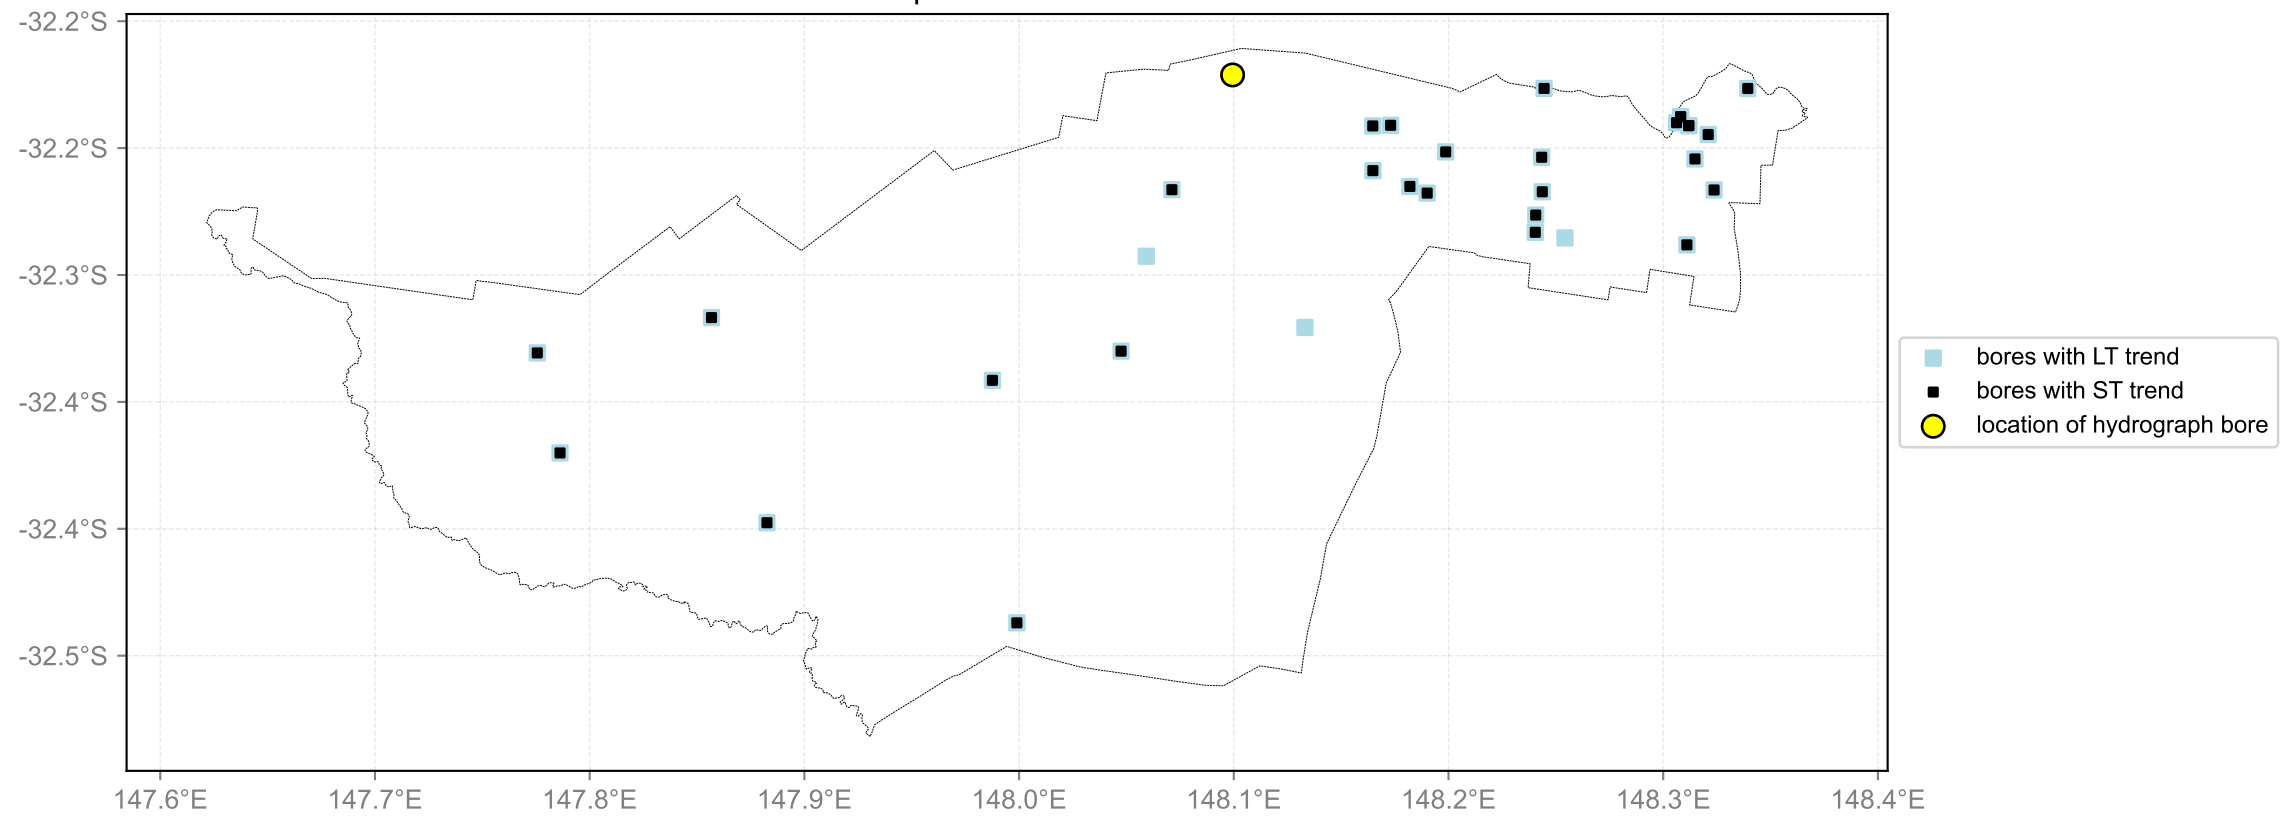 -32.2°S
-32.2°S
-32.3°S
-32.4°S
-32.4°S
-32.5°S
147.6°E 147.7°E 147.8°E 147.9°E 148.0°E 148.1°E 148.2°E 148.3°E 148.4°E
bores with LT trend
bores with ST trend
location of hydrograph bore